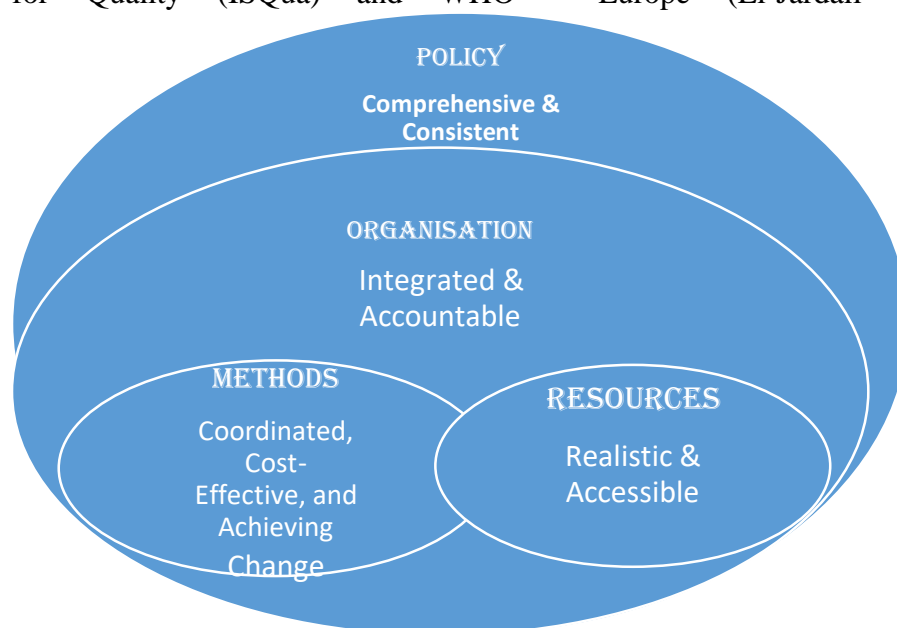 for Quality (ISQua) and WHO Europe (El-Jardali
POLICY
Comprehensive &
Consistent
ORGANISATION
Integrated &
Accountable
METHODS
Coordinated,
Cost-
Effective, and
Achieving
Change
RESOURCES
Realistic &
Accessible